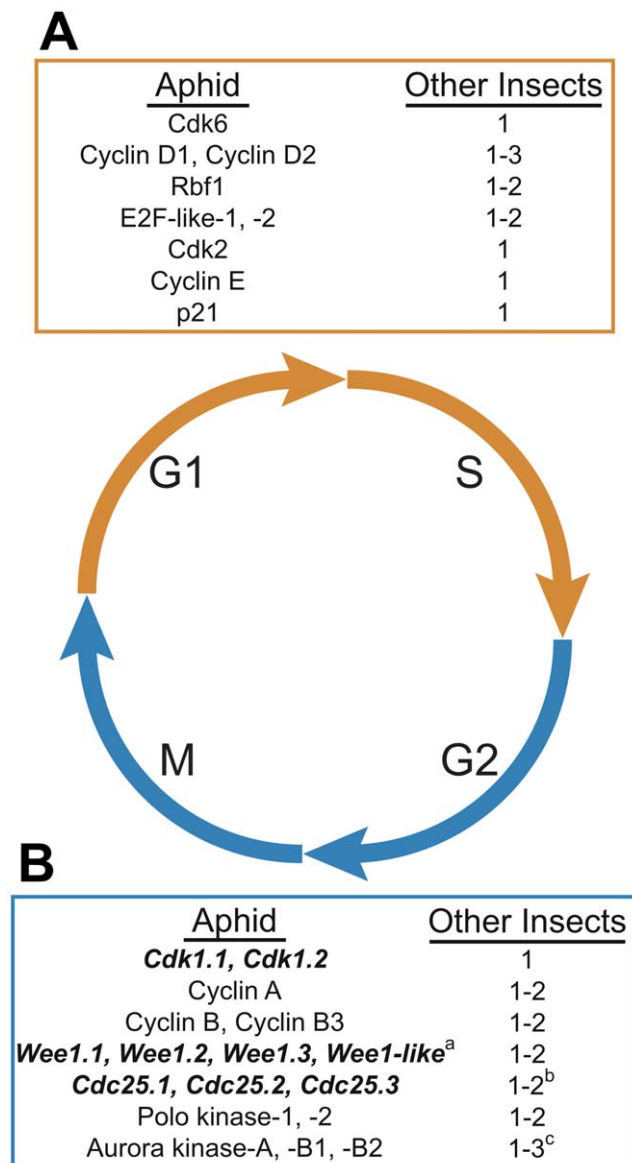 A
Aphid Other Insects
Cdk6 1
Cyclin D1, Cyclin D2 1-3
Rbf1 1-2
E2F-like-1, -2 1-2
Cdk2 1
Cyclin E 1
p21 1
G1 S
M G2
B
Aphid Other Insects
Cdk1.1, Cdk1.2 1
Cyclin A 1-2
Cyclin B, Cyclin B3 1-2
Wee1.1, Wee1.2, Wee1.3, Wee1-likeᵃ 1-2
Cdc25.1, Cdc25.2, Cdc25.3 1-2ᵇ
Polo kinase-1, -2 1-2
Aurora kinase-A, -B1, -B2 1-3ᶜ